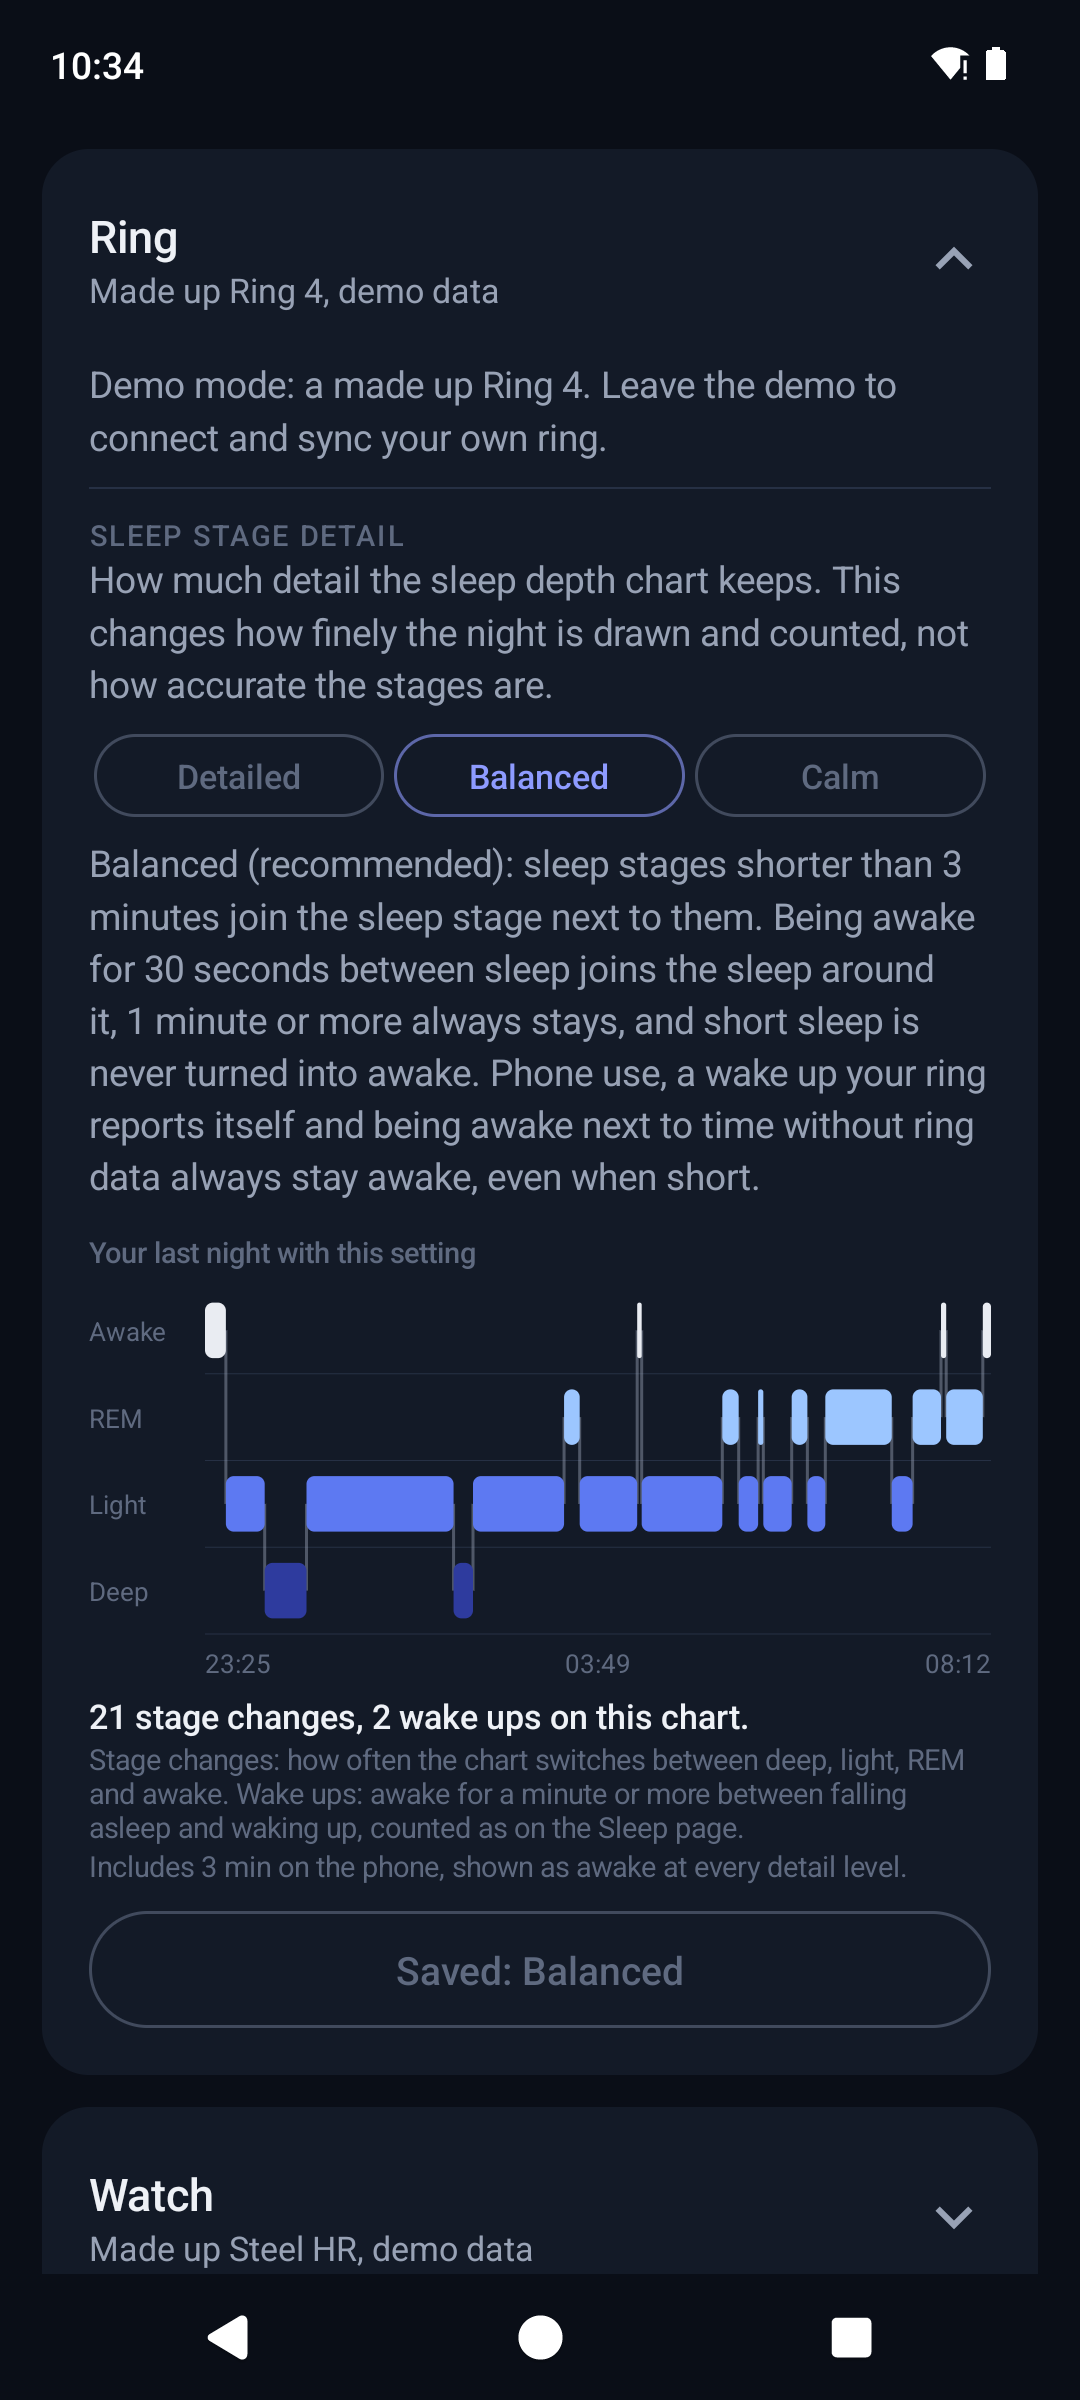 10:34
Ring
Made up Ring 4, demo data
Demo mode: a made up Ring 4. Leave the demo to
connect and sync your own ring.
SLEEP STAGE DETAIL
How much detail the sleep depth chart keeps. This
changes how finely the night is drawn and counted, not
how accurate the stages are.
Detailed
Balanced
Calm
Balanced (recommended): sleep stages shorter than 3
minutes join the sleep stage next to them. Being awake
for 30 seconds between sleep joins the sleep around
it, 1 minute or more always stays, and short sleep is
never turned into awake. Phone use, a wake up your ring
reports itself and being awake next to time without ring
data always stay awake, even when short.
Your last night with this setting
Awake
REM
Light
Deep
23:25
03:49
08:12
21 stage changes, 2 wake ups on this chart.
Stage changes: how often the chart switches between deep, light, REM
and awake. Wake ups: awake for a minute or more between falling
asleep and waking up, counted as on the Sleep page.
Includes 3 min on the phone, shown as awake at every detail level.
Saved: Balanced
Watch
Made up Steel HR, demo data